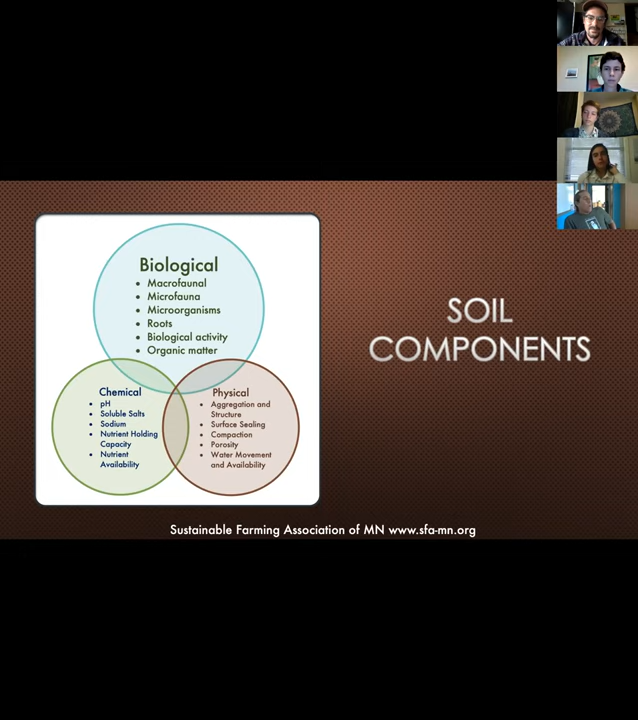 Biological
• Macrofaunal
• Microfauna
• Microorganisms
• Roots
• Biological activity
• Organic matter
Chemical
• pH
• Soluble Salts
• Sodium
• Nutrient Holding
Capacity
• Nutrient
Availability
Physical
• Aggregation and
Structure
• Surface Sealing
• Compaction
• Porosity
• Water Movement
and Availability
SOIL
COMPONENTS
Sustainable Farming Association of MN www.sfa-mn.org